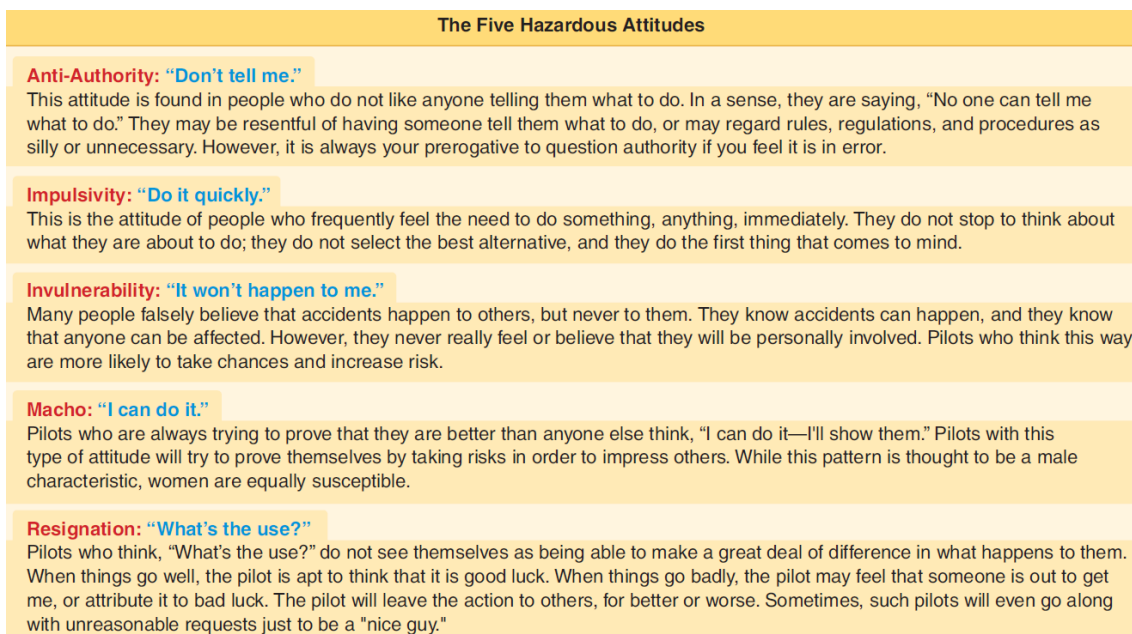 The Five Hazardous Attitudes
Anti-Authority: “Don’t tell me.”
This attitude is found in people who do not like anyone telling them what to do. In a sense, they are saying, “No one can tell me
what to do.” They may be resentful of having someone tell them what to do, or may regard rules, regulations, and procedures as
silly or unnecessary. However, it is always your prerogative to question authority if you feel it is in error.
Impulsivity: “Do it quickly.”
This is the attitude of people who frequently feel the need to do something, anything, immediately. They do not stop to think about
what they are about to do; they do not select the best alternative, and they do the first thing that comes to mind.
Invulnerability: “It won’t happen to me.”
Many people falsely believe that accidents happen to others, but never to them. They know accidents can happen, and they know
that anyone can be affected. However, they never really feel or believe that they will be personally involved. Pilots who think this way
are more likely to take chances and increase risk.
Macho: “I can do it.”
Pilots who are always trying to prove that they are better than anyone else think, “I can do it—I'll show them.” Pilots with this
type of attitude will try to prove themselves by taking risks in order to impress others. While this pattern is thought to be a male
characteristic, women are equally susceptible.
Resignation: “What’s the use?”
Pilots who think, “What’s the use?” do not see themselves as being able to make a great deal of difference in what happens to them.
When things go well, the pilot is apt to think that it is good luck. When things go badly, the pilot may feel that someone is out to get
me, or attribute it to bad luck. The pilot will leave the action to others, for better or worse. Sometimes, such pilots will even go along
with unreasonable requests just to be a "nice guy."